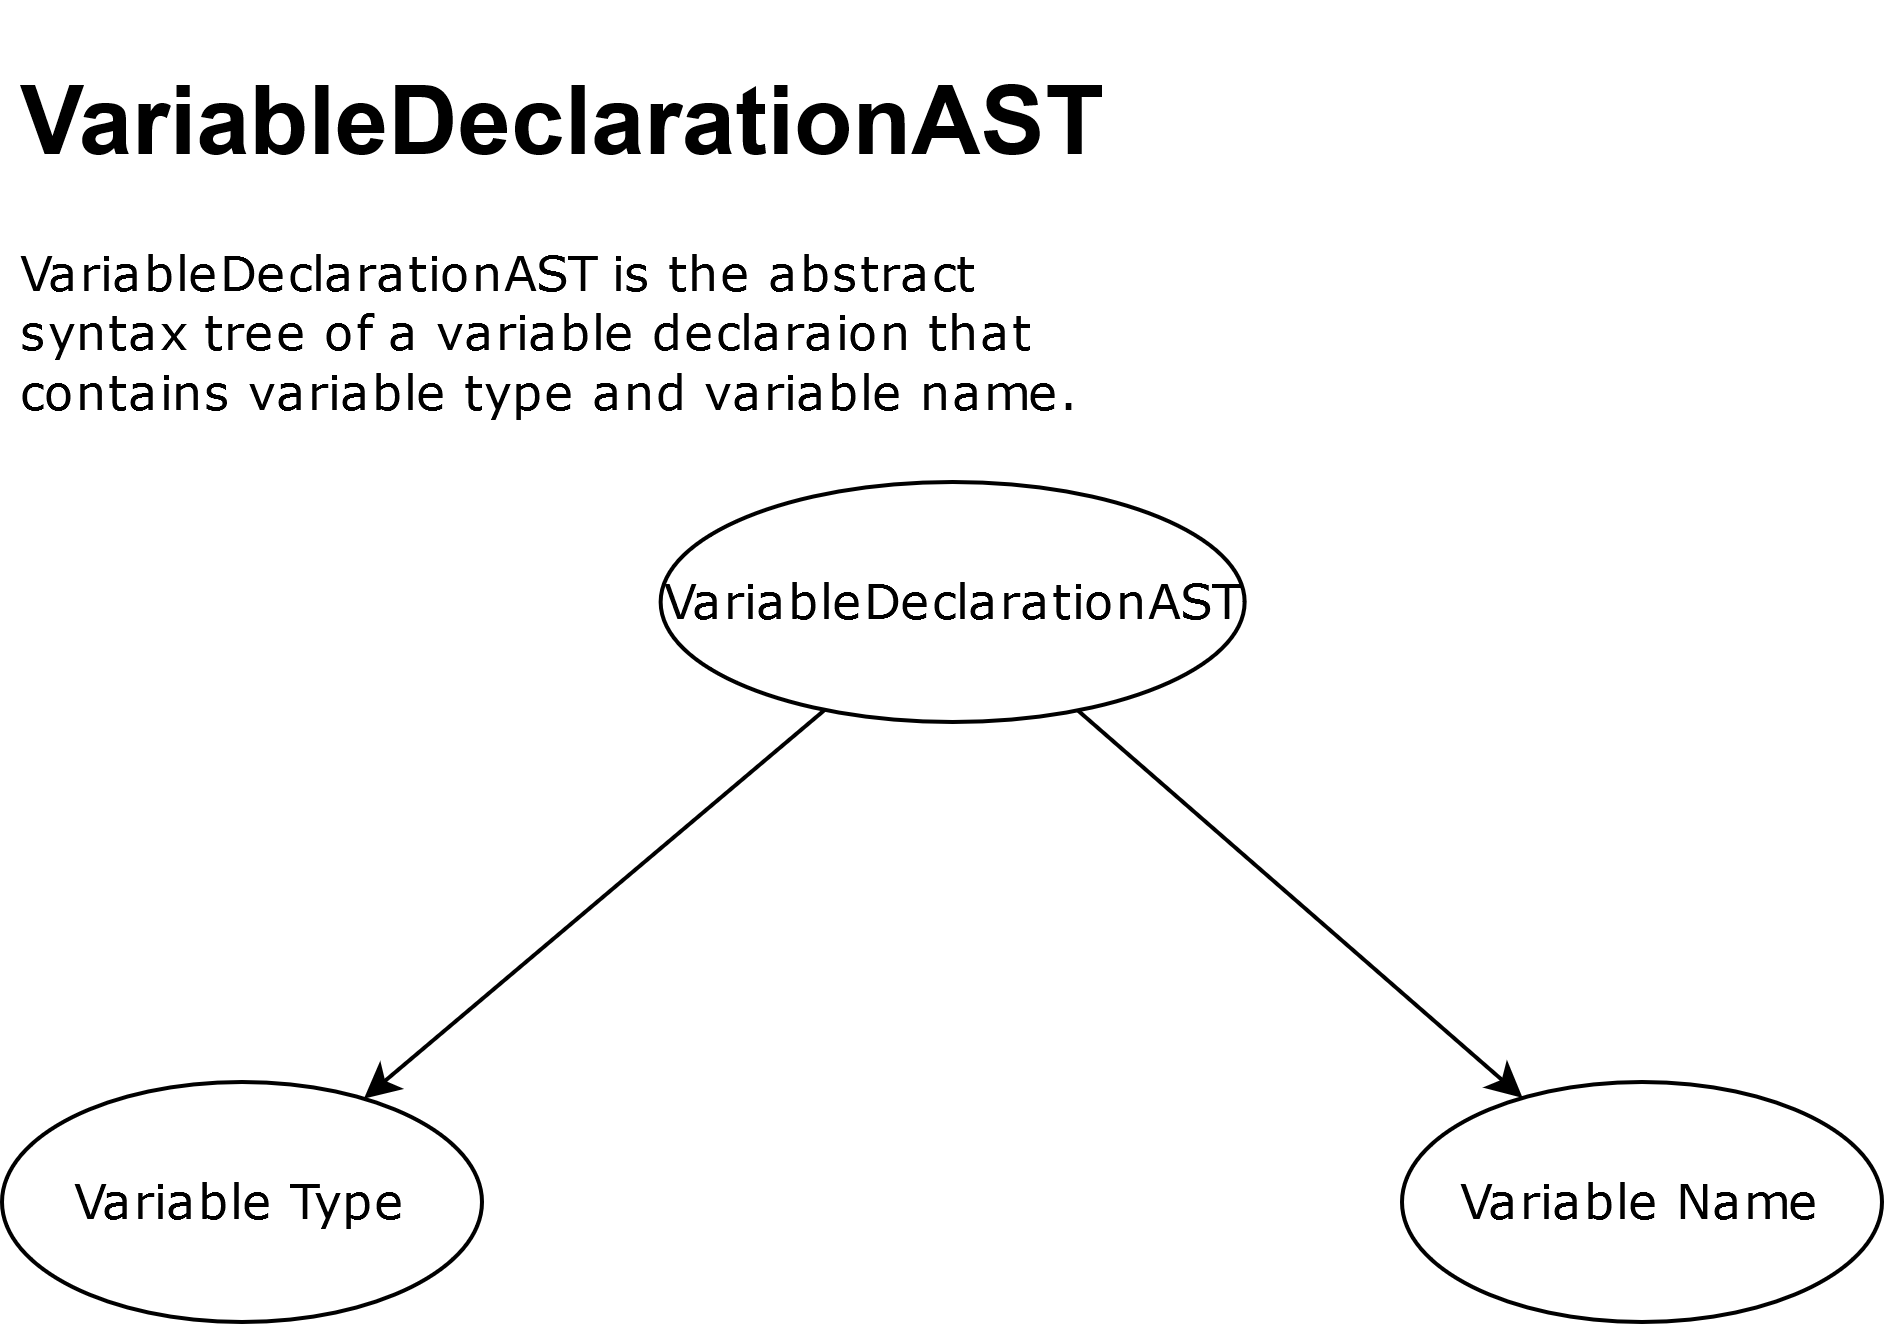 VariableDeclarationAST
VariableDeclarationAST is the abstract
syntax tree of a variable declaraion that
contains variable type and variable name.
VariableDeclarationAST
Variable Type
Variable Name